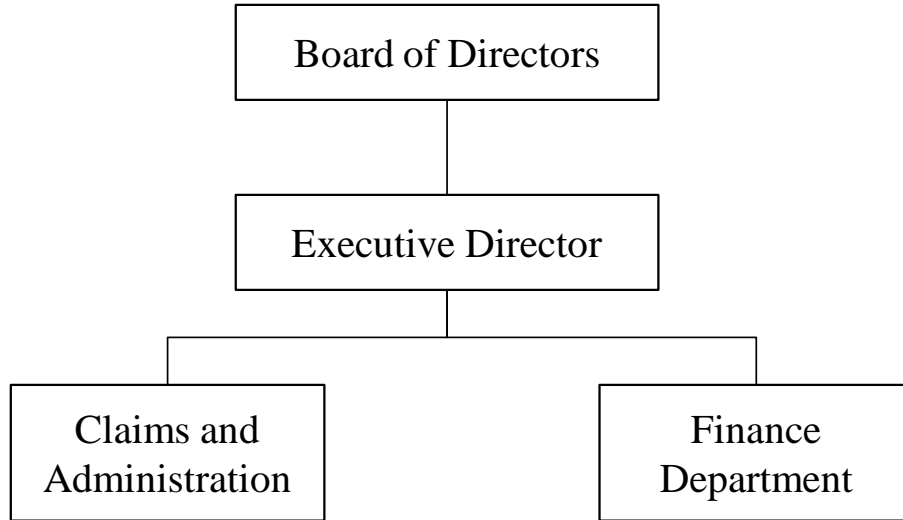 Board of Directors
Executive Director
Claims and
Administration
Finance
Department